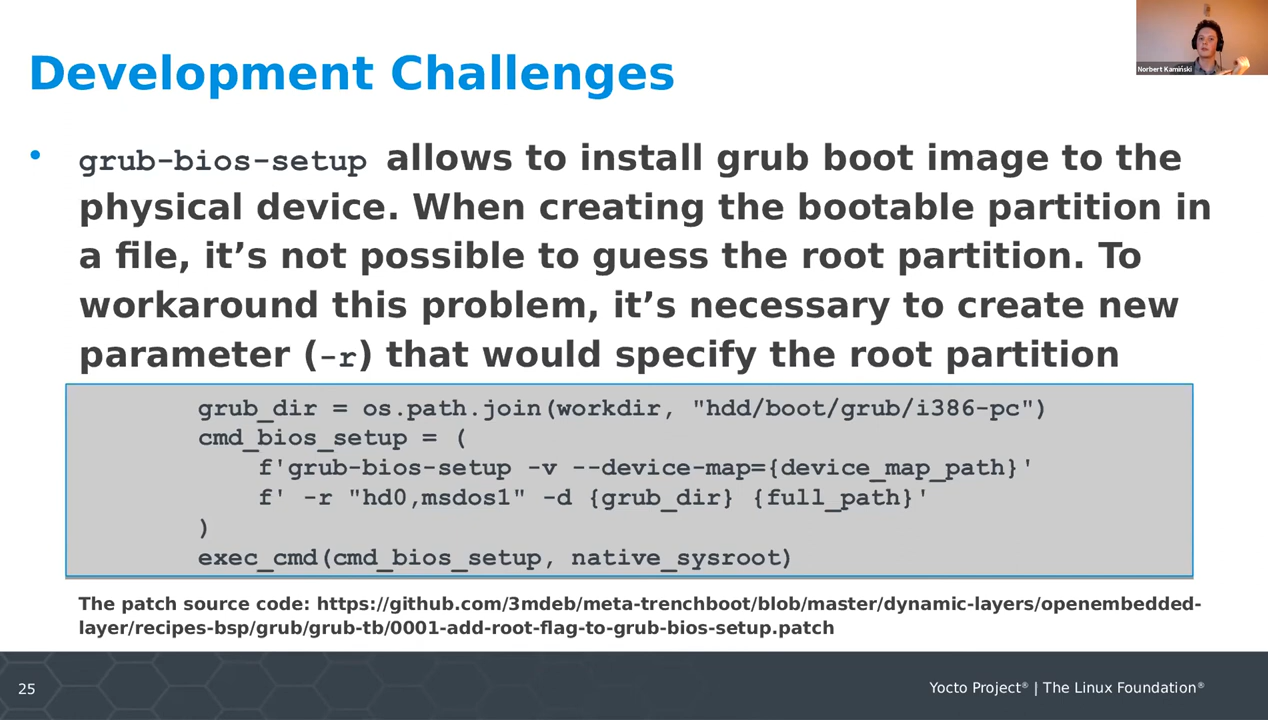 Development Challenges
Norbert Kamiński
• grub-bios-setup allows to install grub boot image to the
physical device. When creating the bootable partition in
a file, it’s not possible to guess the root partition. To
workaround this problem, it’s necessary to create new
parameter (-r) that would specify the root partition
grub_dir = os.path.join(workdir, "hdd/boot/grub/i386-pc")
cmd_bios_setup = (
f'grub-bios-setup -v --device-map={device_map_path}'
f' -r "hd0,msdos1" -d {grub_dir} {full_path}'
)
exec_cmd(cmd_bios_setup, native_sysroot)
The patch source code: https://github.com/3mdeb/meta-trenchboot/blob/master/dynamic-layers/openembedded-
layer/recipes-bsp/grub/grub-tb/0001-add-root-flag-to-grub-bios-setup.patch
25
Yocto Project® | The Linux Foundation®